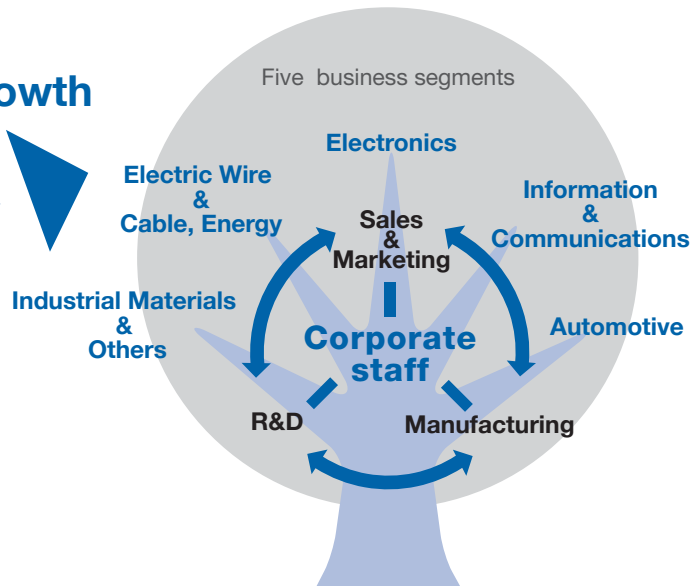 Five business segments
owth
Electronics
Electric Wire
&
Cable, Energy
Information
&
Communications
Sales
&
Marketing
Industrial Materials
&
Others
Automotive
Corporate
staff
R&D
Manufacturing